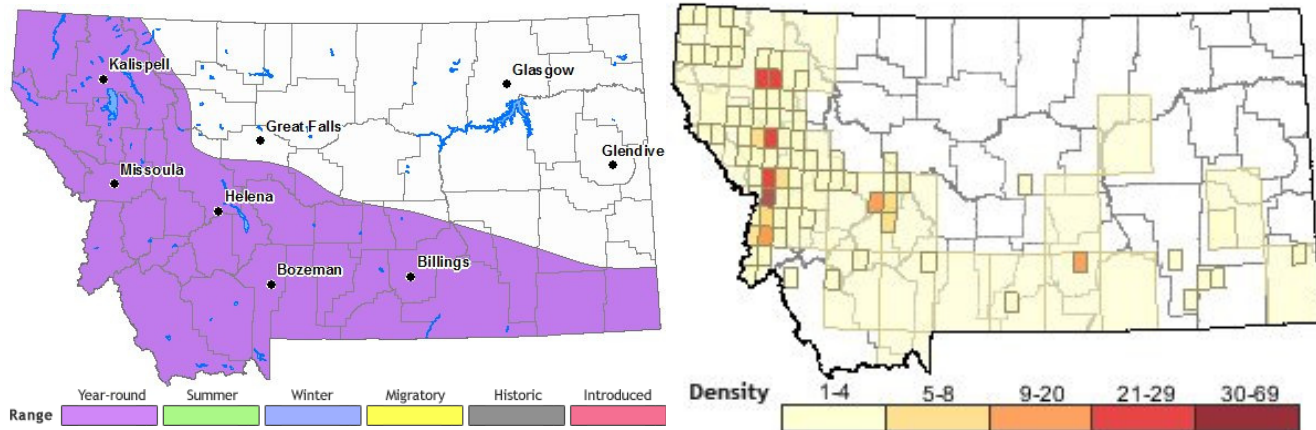 Kalispell
Glasgow
Great Falls
Glendive
Missoula
Helena
Bozeman
Billings
Range
Year-round
Summer
Winter
Migratory
Historic
Introduced
Density
1-4
5-8
9-20
21-29
30-69